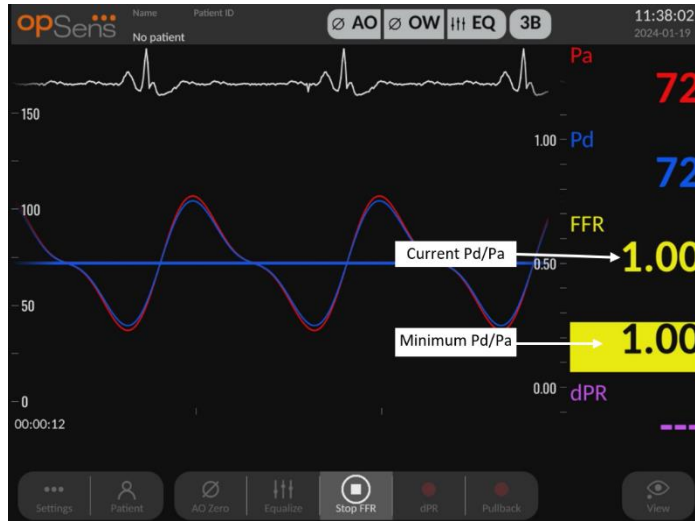 opSens
Name Patient ID
No patient
Ø AO Ø OW EQ 3B
11:38:02
2024-01-19
Pa
72
150
1.00
Pd
72
100
FFR
Current Pd/Pa
0.50
1.00
50
Minimum Pd/Pa
1.00
0.00
dPR
0
00:00:12
---
Settings Patient AO Zero Equalize Stop FFR dPR Pullback View